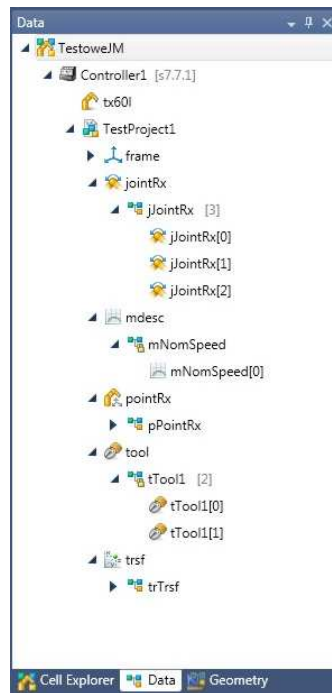 Data
TestoweJM
Controller1 [s7.7.1]
tx60l
TestProject1
frame
jointRx
jJointRx [3]
jJointRx[0]
jJointRx[1]
jJointRx[2]
mdesc
mNomSpeed
mNomSpeed[0]
pointRx
pPointRx
tool
tTool1 [2]
tTool1[0]
tTool1[1]
trsf
trTrsf
Cell Explorer Data Geometry